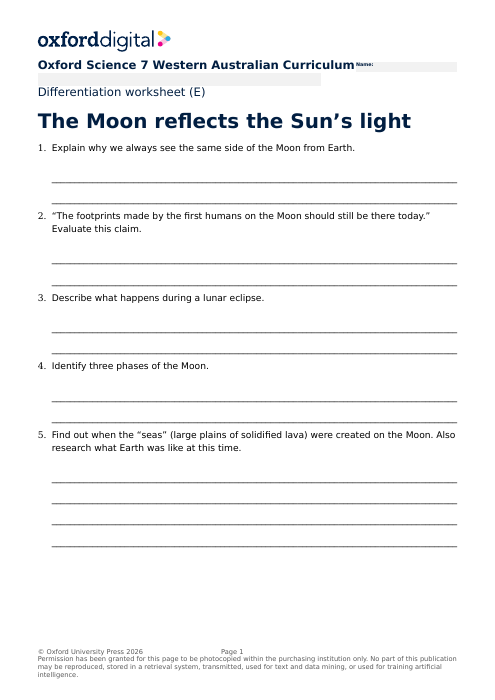 oxforddigital
Oxford Science 7 Western Australian Curriculum Name:
Differentiation worksheet (E)
The Moon reflects the Sun’s light
1. Explain why we always see the same side of the Moon from Earth.
2. “The footprints made by the first humans on the Moon should still be there today.”
Evaluate this claim.
3. Describe what happens during a lunar eclipse.
4. Identify three phases of the Moon.
5. Find out when the “seas” (large plains of solidified lava) were created on the Moon. Also
research what Earth was like at this time.
© Oxford University Press 2026 Page 1
Permission has been granted for this page to be photocopied within the purchasing institution only. No part of this publication
may be reproduced, stored in a retrieval system, transmitted, used for text and data mining, or used for training artificial
intelligence.